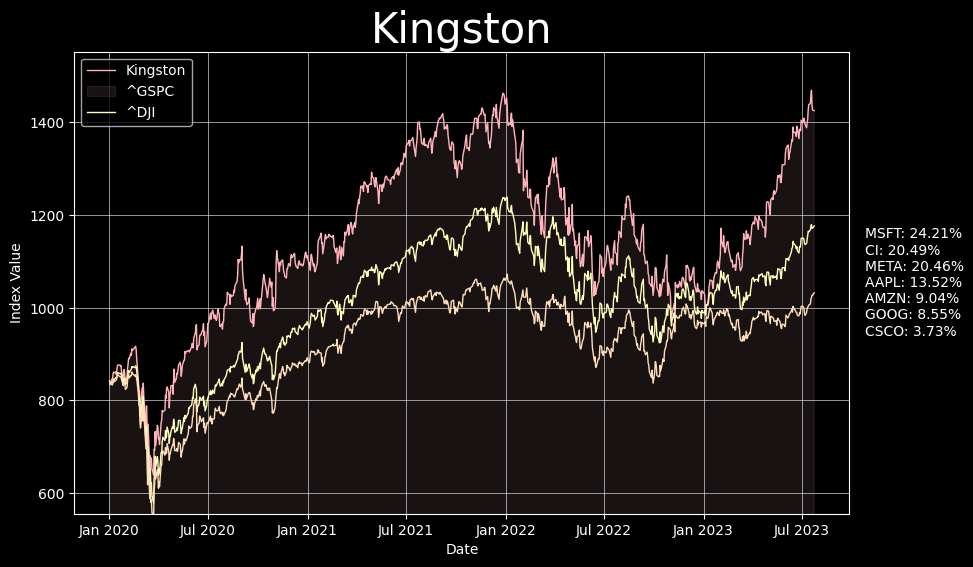 Kingston
Kingston
^GSPC
^DJI
1400
1200
1000
800
600
Index Value
Jan 2020
Jul 2020
Jan 2021
Jul 2021
Jan 2022
Jul 2022
Jan 2023
Jul 2023
Date
MSFT: 24.21%
CI: 20.49%
META: 20.46%
AAPL: 13.52%
AMZN: 9.04%
GOOG: 8.55%
CSCO: 3.73%